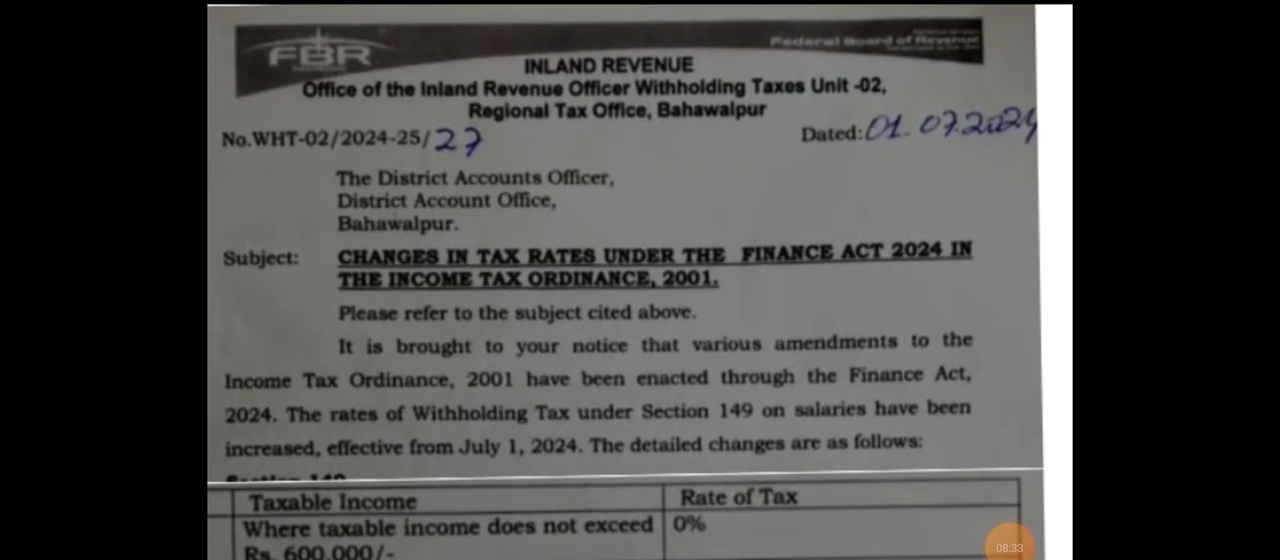 FBR
Federal Board of Revenue
INLAND REVENUE
Office of the Inland Revenue Officer Withholding Taxes Unit -02,
Regional Tax Office, Bahawalpur
No.WHT-02/2024-25/27
Dated:01.07.2024
The District Accounts Officer,
District Account Office,
Bahawalpur.
Subject: CHANGES IN TAX RATES UNDER THE FINANCE ACT 2024 IN
THE INCOME TAX ORDINANCE, 2001.
Please refer to the subject cited above.
It is brought to your notice that various amendments to the
Income Tax Ordinance, 2001 have been enacted through the Finance Act,
2024. The rates of Withholding Tax under Section 149 on salaries have been
increased, effective from July 1, 2024. The detailed changes are as follows:
Taxable Income Rate of Tax
Where taxable income does not exceed 0%
Rs. 600,000/-
08:33